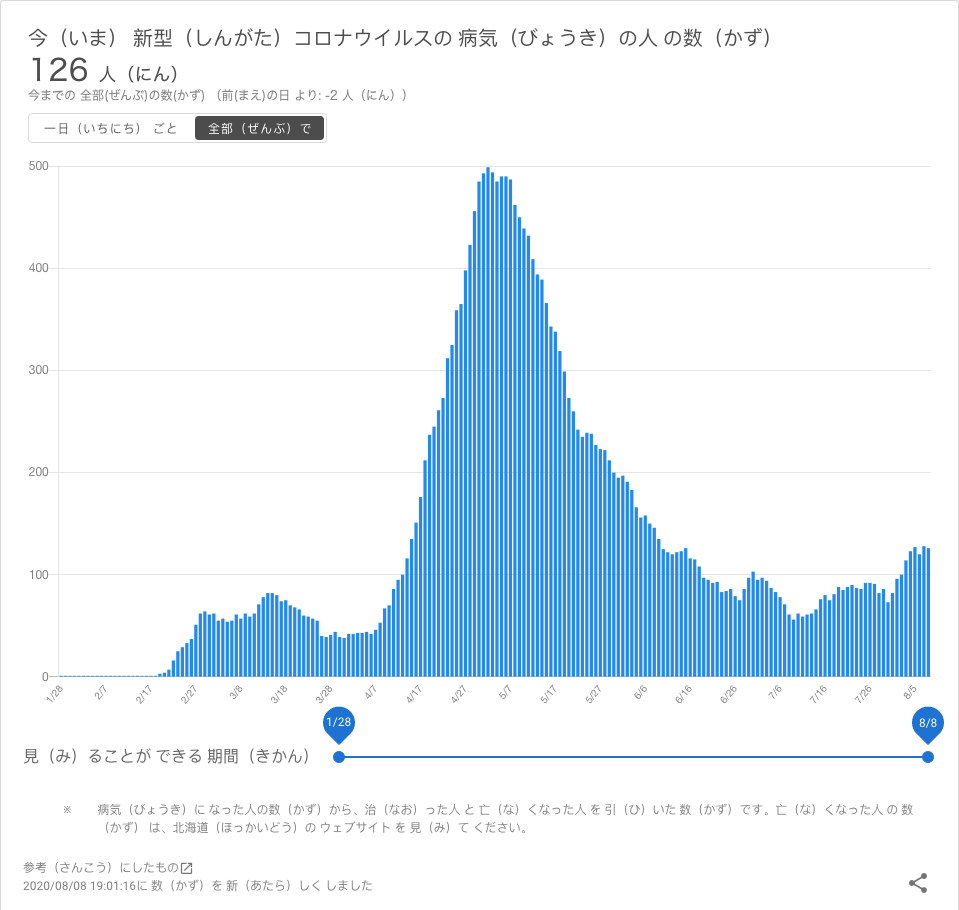 今（いま） 新型（しんがた）コロナウイルスの 病気（びょうき）の人 の数（かず）
126 人（にん）
今までの 全部(ぜんぶ)の数(かず) （前(まえ)の日 より: -2 人（にん））
一日（いちにち） ごと 全部（ぜんぶ）で
500
400
300
200
100
0
1/28 2/7 2/17 2/27 3/8 3/18 3/28 4/7 4/17 4/27 5/7 5/17 5/27 6/6 6/16 6/26 7/6 7/16 7/26 8/5
1/28 8/8
見（み）ることが できる 期間（きかん）
※ 病気（びょうき）に なった人の数（かず）から、治（なお）った人 と 亡（な）くなった人 を 引（ひ）いた 数（かず）です。亡（な）くなった人 の 数
（かず） は、北海道（ほっかいどう）の ウェブサイト を 見（み）て ください。
参考（さんこう）にしたもの
2020/08/08 19:01:16に 数（かず）を 新（あたら）しく しました